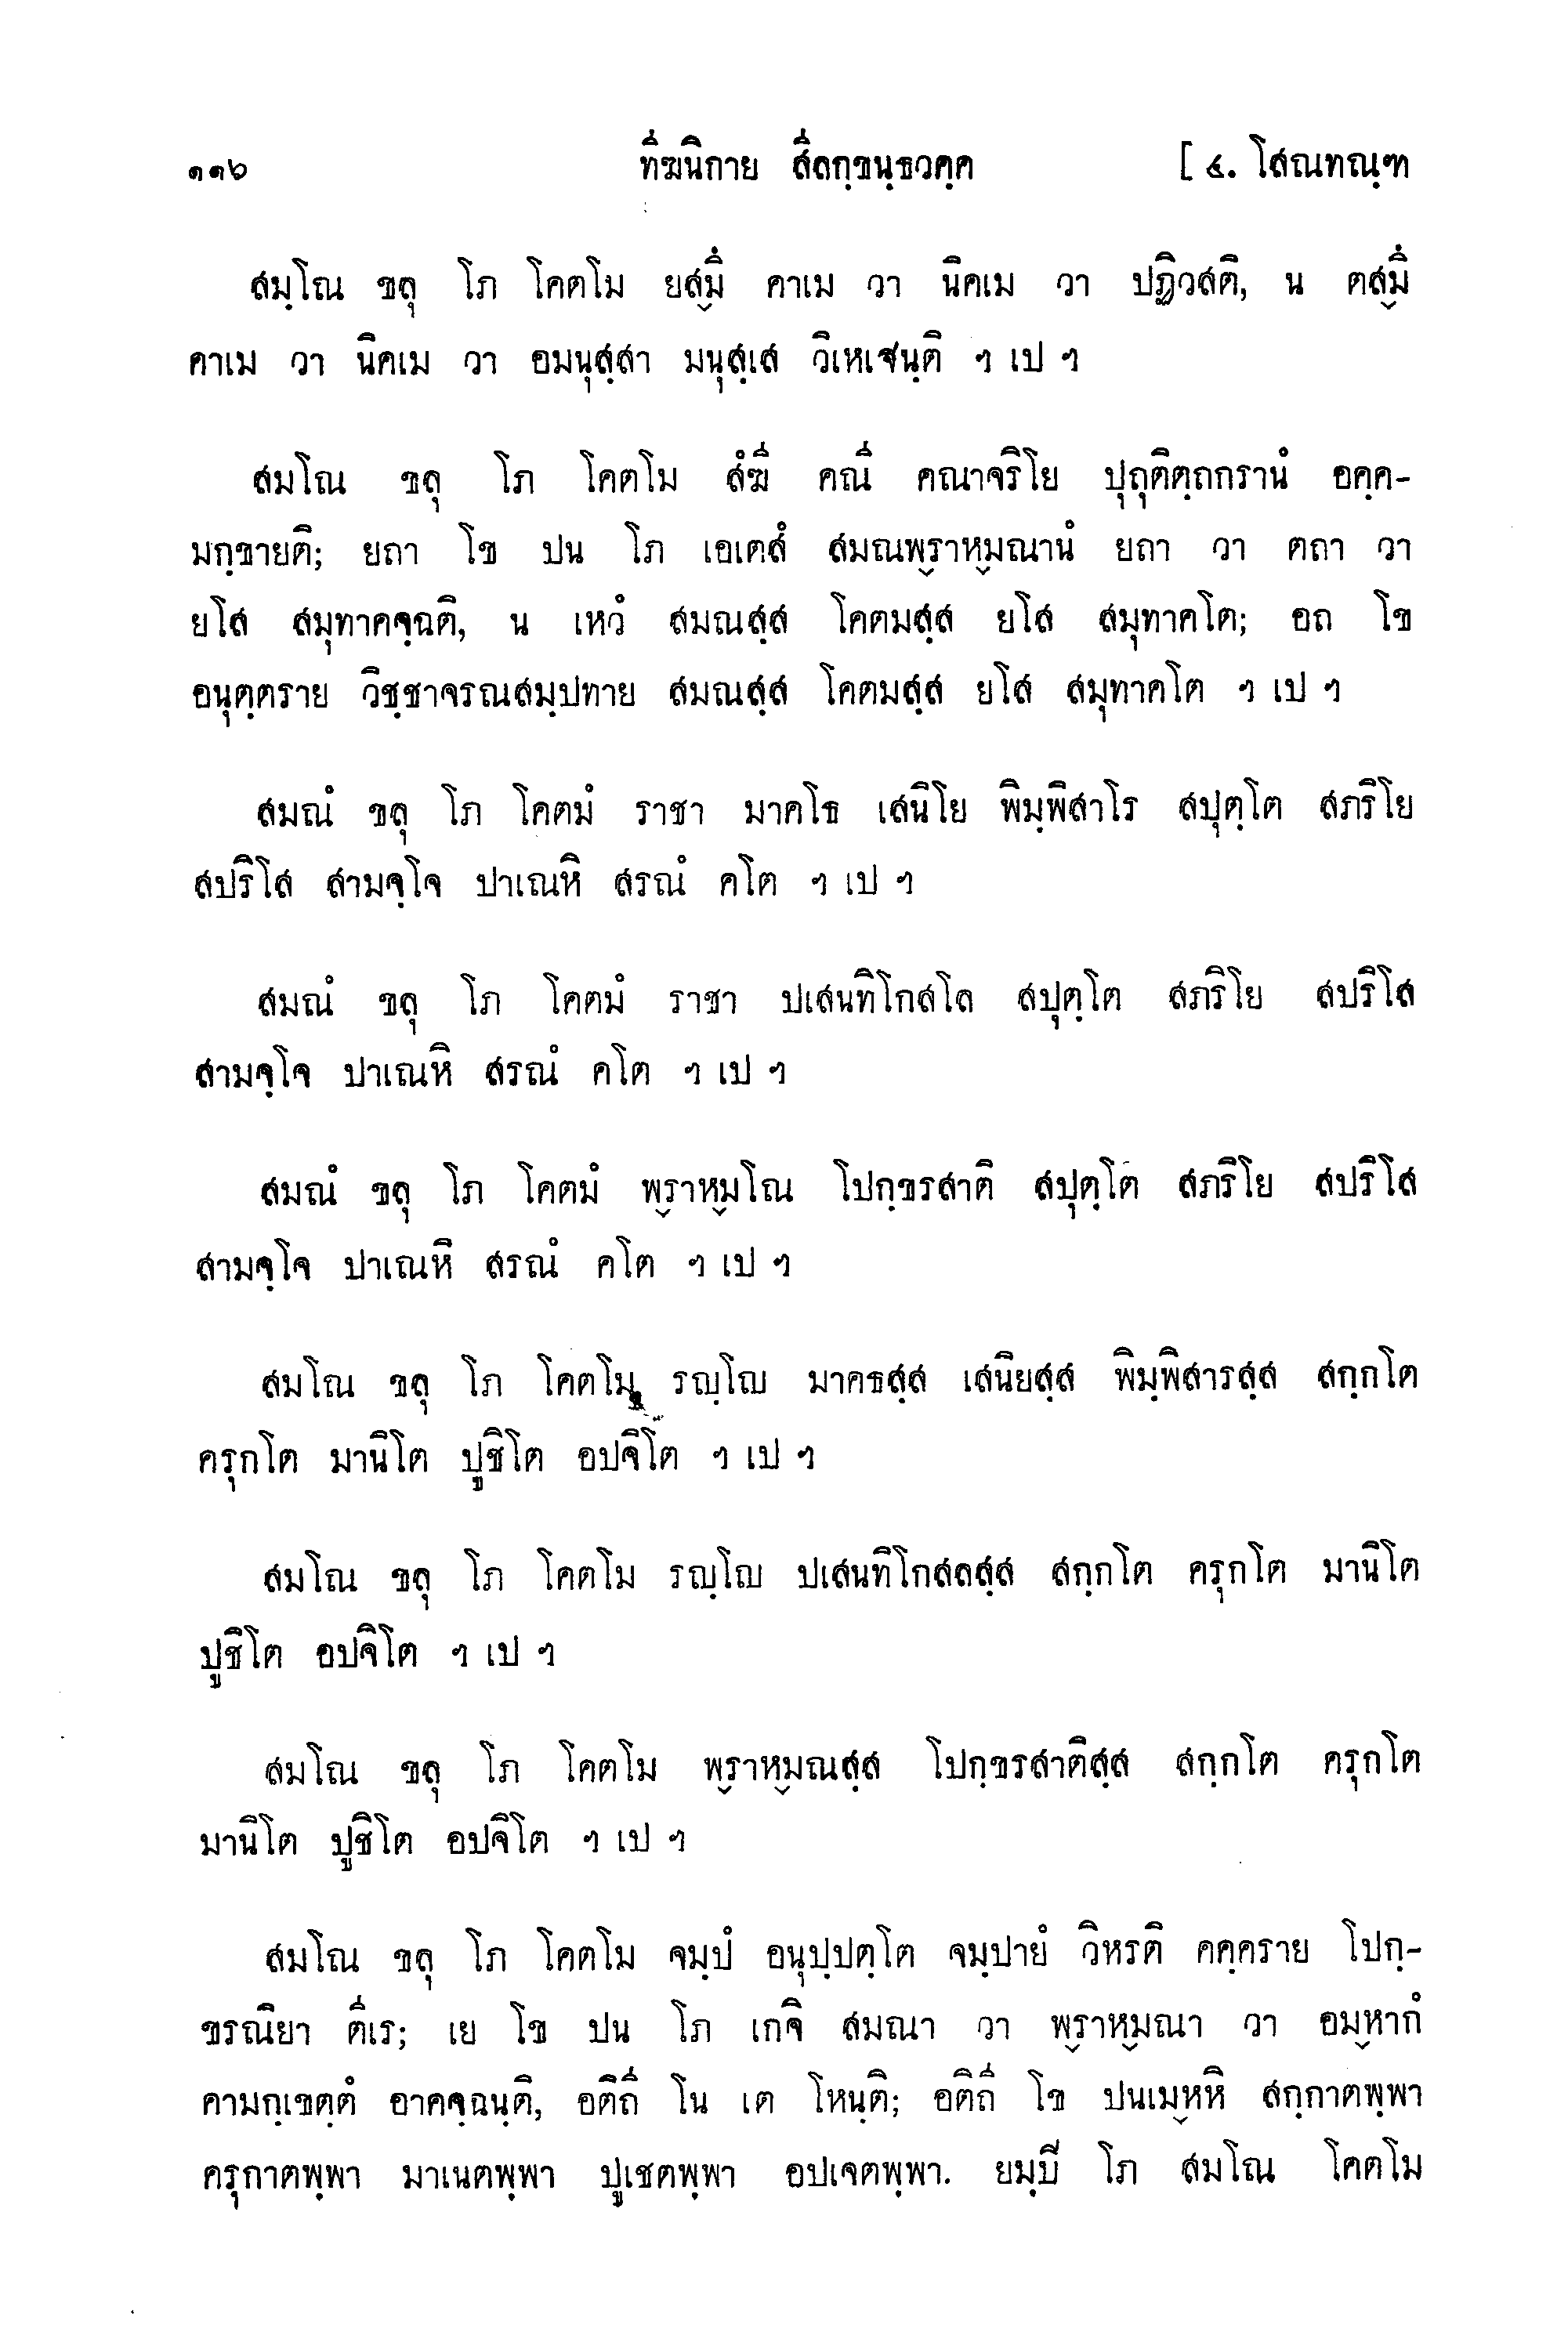 ๑๑๖ ทีฆนิกาย สีลกฺขนฺธวคฺค [ ๔. โสณทณฺฑ
สมฺโณ ขลุ โภ โคตโม ยสฺมึ คาเม วา นิคเม วา ปฏิวสติ, น ตสฺมึ
คาเม วา นิคเม วา อมนุสฺสา มนุสฺเส วิเหเฐนฺติ ฯ เป ฯ
สมโณ ขลุ โภ โคตโม สํฆี คณี คณาจริโย ปุถุติตฺถกรานํ อคฺค-
มกฺขายติ; ยถา โข ปน โภ เอเตสํ สมณพฺราหฺมณานํ ยถา วา ตถา วา
ยโส สมุทาคจฺฉติ, น เหวํ สมณสฺส โคตมสฺส ยโส สมุทาคโต; อถ โข
อนุตฺตราย วิชฺชาจรณสมฺปทาย สมณสฺส โคตมสฺส ยโส สมุทาคโต ฯ เป ฯ
สมณํ ขลุ โภ โคตมํ ราชา มาคโธ เสนิโย พิมฺพิสาโร สปุตฺโต สภริโย
สปริโส สามจฺโจ ปาเณหิ สรณํ คโต ฯ เป ฯ
สมณํ ขลุ โภ โคตมํ ราชา ปเสนทิโกสโล สปุตฺโต สภริโย สปริโส
สามจฺโจ ปาเณหิ สรณํ คโต ฯ เป ฯ
สมณํ ขลุ โภ โคตมํ พฺราหฺมโณ โปกฺขรสาติ สปุตฺโต สภริโย สปริโส
สามจฺโจ ปาเณหิ สรณํ คโต ฯ เป ฯ
สมโณ ขลุ โภ โคตโม รญฺโญ มาคธสฺส เสนิยสฺส พิมฺพิสารสฺส สกฺกโต
ครุกโต มานิโต ปูชิโต อปจิโต ฯ เป ฯ
สมโณ ขลุ โภ โคตโม รญฺโญ ปเสนทิโกสลสฺส สกฺกโต ครุกโต มานิโต
ปูชิโต อปจิโต ฯ เป ฯ
สมโณ ขลุ โภ โคตโม พฺราหฺมณสฺส โปกฺขรสาติสฺส สกฺกโต ครุกโต
มานิโต ปูชิโต อปจิโต ฯ เป ฯ
สมโณ ขลุ โภ โคตโม จมฺปํ อนุปฺปตฺโต จมฺปายํ วิหรติ คคฺคราย โปกฺ-
ขรณิยา ตีเร; เย โข ปน โภ เกจิ สมณา วา พฺราหฺมณา วา อมฺหากํ
คามกฺเขตฺตํ อาคจฺฉนฺติ, อติถี โน เต โหนฺติ; อติถี โข ปนเมฺหหิ สกฺกาตพฺพา
ครุกาตพฺพา มาเนตพฺพา ปูเชตพฺพา อปเจตพฺพา. ยมฺปี โภ สมโณ โคตโม